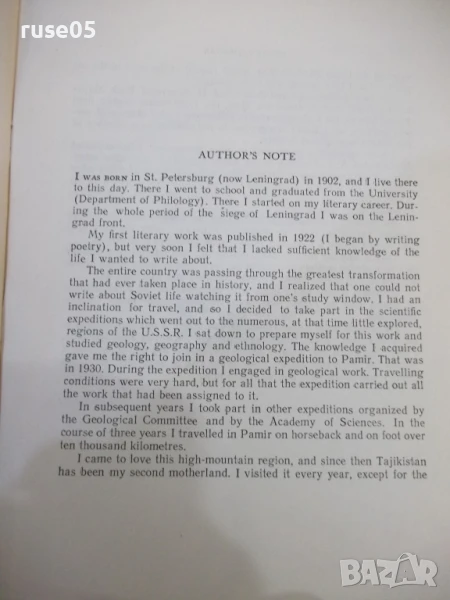 ruse05
AUTHOR'S NOTE
I WAS BORN in St. Petersburg (now Leningrad) in 1902, and I live there
to this day. There I went to school and graduated from the University
(Department of Philology). There I started on my literary career. Dur-
ing the whole period of the siege of Leningrad I was on the Lenin-
grad front.
My first literary work was published in 1922 (I began by writing
poetry), but very soon I felt that I lacked sufficient knowledge of the
life I wanted to write about.
The entire country was passing through the greatest transformation
that had ever taken place in history, and I realized that one could not
write about Soviet life watching it from one's study window. I had an
inclination for travel, and so I decided to take part in the scientific
expeditions which went out to the numerous, at that time little explored,
regions of the U.S.S.R. I sat down to prepare myself for this work and
studied geology, geography and ethnology. The knowledge I acquired
gave me the right to join in a geological expedition to Pamir. That was
in 1930. During the expedition I engaged in geological work. Travelling
conditions were very hard, but for all that the expedition carried out all
the work that had been assigned to it.
In subsequent years I took part in other expeditions organized by
the Geological Committee and by the Academy of Sciences. In the
course of three years I travelled in Pamir on horseback and on foot over
ten thousand kilometres.
I came to love this high-mountain region, and since then Tajikistan
has been my second motherland. I visited it every year, except for the
BAZAR